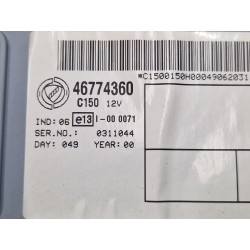 46774360
C150 12V
*C1500150H00049062031
IND: 06 e13 I-00 0071
SER.NO.: 0311044
DAY: 049 YEAR: 00